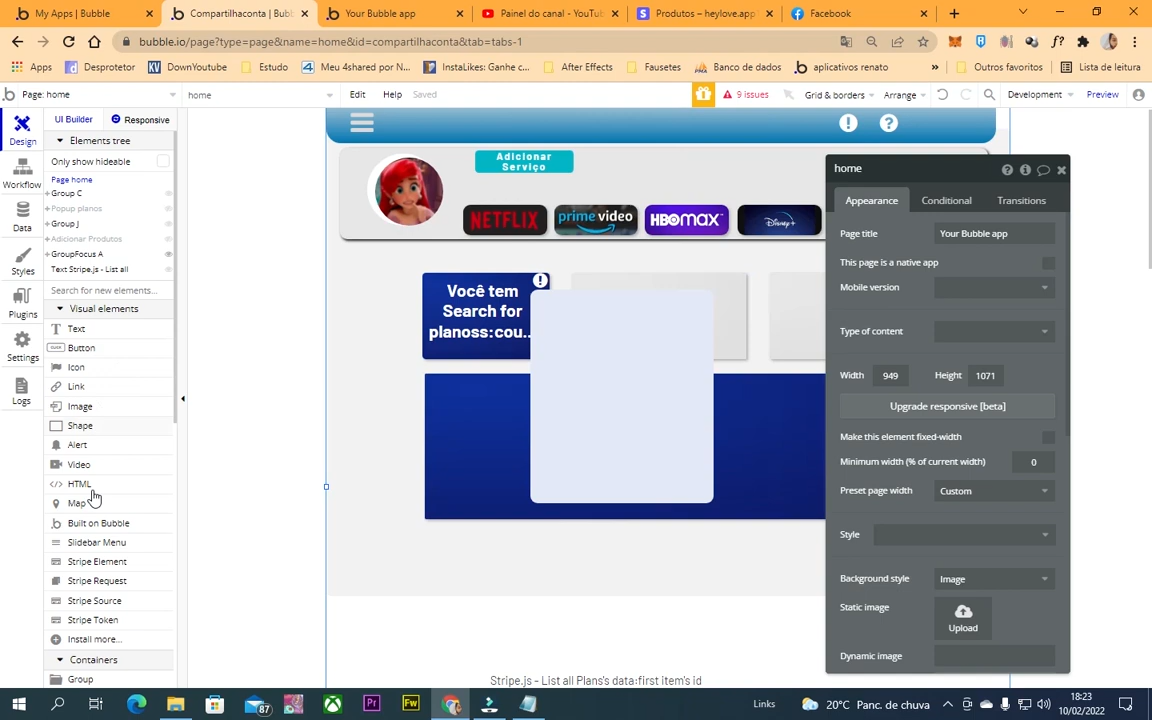 My Apps | Bubble
Compartilhaconta | Bubb
Your Bubble app
Painel do canal - YouTub
Produtos – heylove.app
Facebook
bubble.io/page?type=page&name=home&id=compartilhaconta&tab=tabs-1
Apps
Desprotetor
DownYoutube
Estudo
Meu 4shared por N...
InstaLikes: Ganhe c...
After Effects
Fausetes
Banco de dados
aplicativos renato
»
Outros favoritos
Lista de leitura
Page: home
home
Edit
Help
Saved
9 issues
Grid & borders
Arrange
Development
Preview
UI Builder
Responsive
Design
Workflow
Data
Styles
Plugins
Settings
Logs
Elements tree
Only show hideable
Page home
Group C
Popup planos
Group J
Adicionar Produtos
GroupFocus A
Text Stripe.js - List all
Search for new elements...
Visual elements
Text
Button
Icon
Link
Image
Shape
Alert
Video
HTML
Map
Built on Bubble
Slidebar Menu
Stripe Element
Stripe Request
Stripe Source
Stripe Token
Install more...
Containers
Group
Adicionar
Serviço
NETFLIX
prime video
HBOMAX
Disney+
Você tem
Search for
planoss:cou...
Stripe.js - List all Plans's data:first item's id
home
Appearance
Conditional
Transitions
Page title
Your Bubble app
This page is a native app
Mobile version
Type of content
Width
949
Height
1071
Upgrade responsive [beta]
Make this element fixed-width
Minimum width (% of current width)
0
Preset page width
Custom
Style
Background style
Image
Static image
Upload
Dynamic image
87
Pr
Fw
Links
20°C Panc. de chuva
18:23
10/02/2022